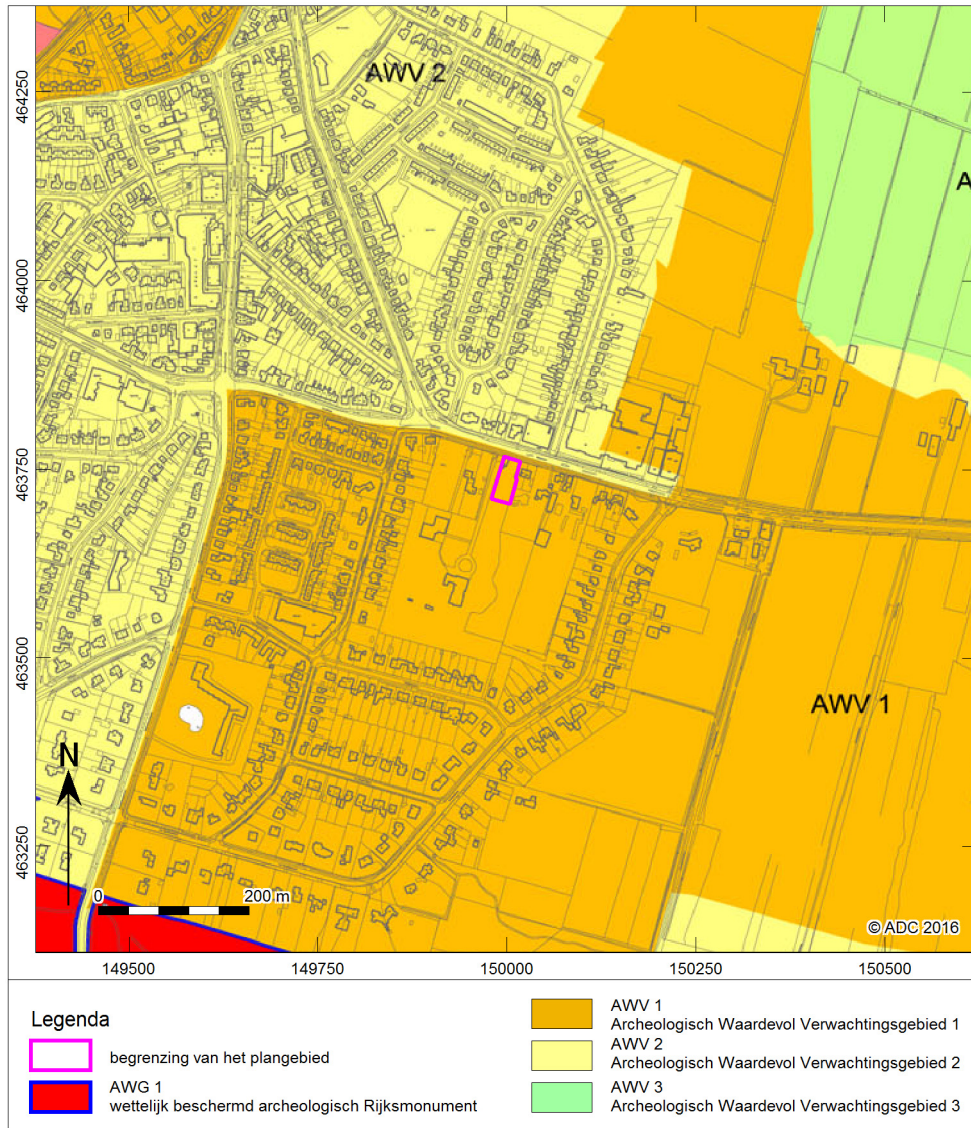 AWV 2
A
464250
464000
463750
463500
463250
AWV 1
N
0 200 m
© ADC 2016
149500 149750 150000 150250 150500
Legenda
begrenzing van het plangebied
AWG 1
wettelijk beschermd archeologisch Rijksmonument
AWV 1
Archeologisch Waardevol Verwachtingsgebied 1
AWV 2
Archeologisch Waardevol Verwachtingsgebied 2
AWV 3
Archeologisch Waardevol Verwachtingsgebied 3